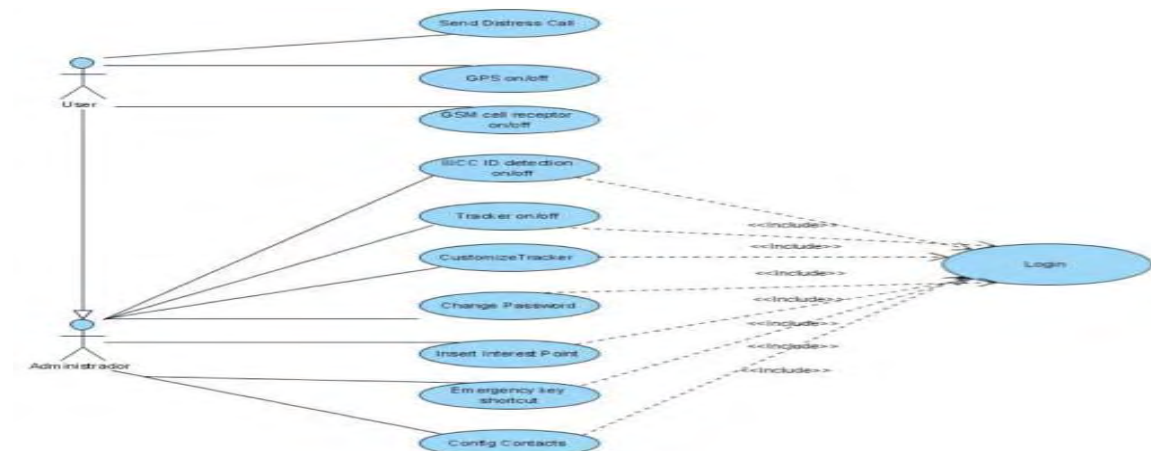 Send Distress Call
GPS on/off
User
GSM cell receptor
on/off
ID detection
on/off
Tracker on/off
<<Include>>
<<Include>>
CustomizeTracker
Login
<<Include>>
Change Password
<<Include>>
<<Include>>
Insert Interest Point
<<Include>>
Administrador
<<Include>>
Emergency key
shortcut
Config Contacts